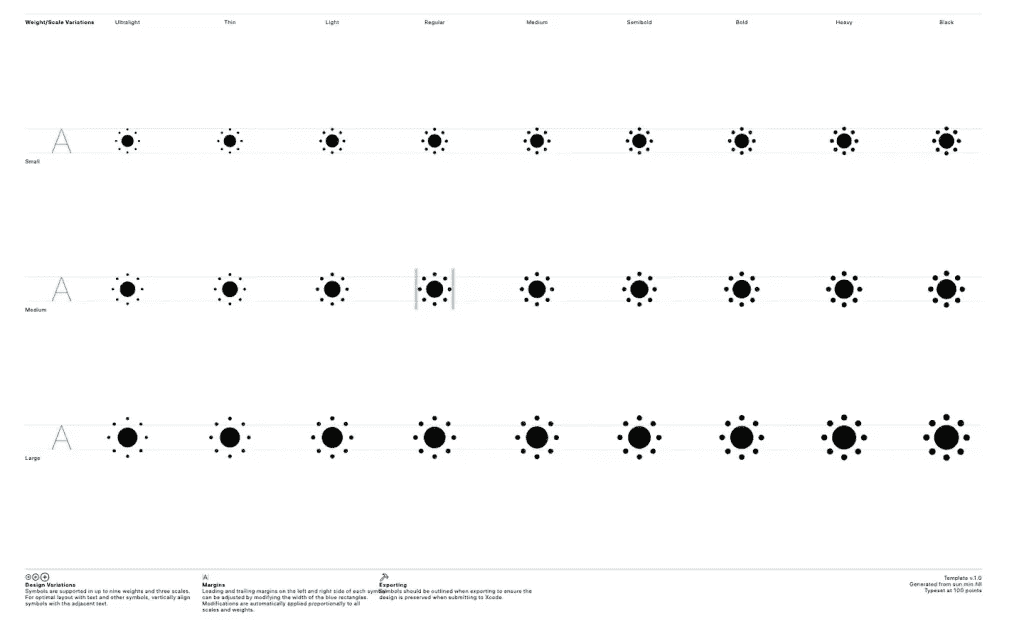 Weight/Scale Variations Ultralight Thin Light Regular Medium Semibold Bold Heavy Black
A
Small
A
Medium
A
Large
A
Design Variations
Symbols are supported in up to nine weights and three scales.
For optimal layout with text and other symbols, vertically align
symbols with the adjacent text.
Margins
Leading and trailing margins on the left and right side of each symbol
can be adjusted by modifying the width of the blue rectangles.
Modifications are automatically applied proportionally to all
scales and weights.
Exporting
Symbols should be outlined when exporting to ensure the
design is preserved when submitting to Xcode.
Template v.1.0
Generated from sun.min.fill
Typeset at 100 points